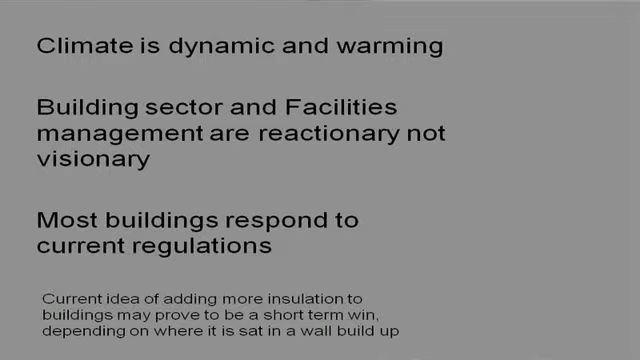 Climate is dynamic and warming
Building sector and Facilities
management are reactionary not
visionary
Most buildings respond to
current regulations
Current idea of adding more insulation to
buildings may prove to be a short term win,
depending on where it is sat in a wall build up